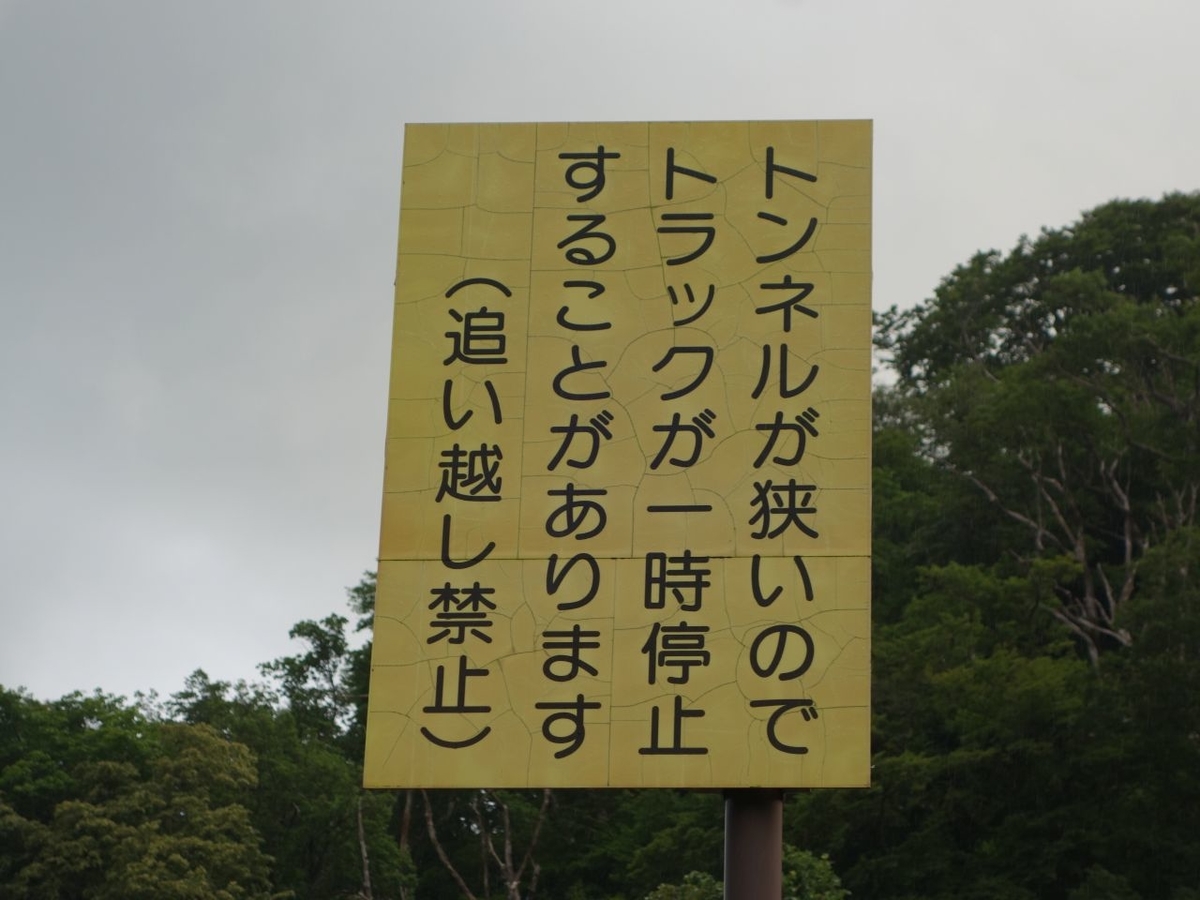 トンネルが狭いので
トラックが一時停止
することがあります
（追い越し禁止）